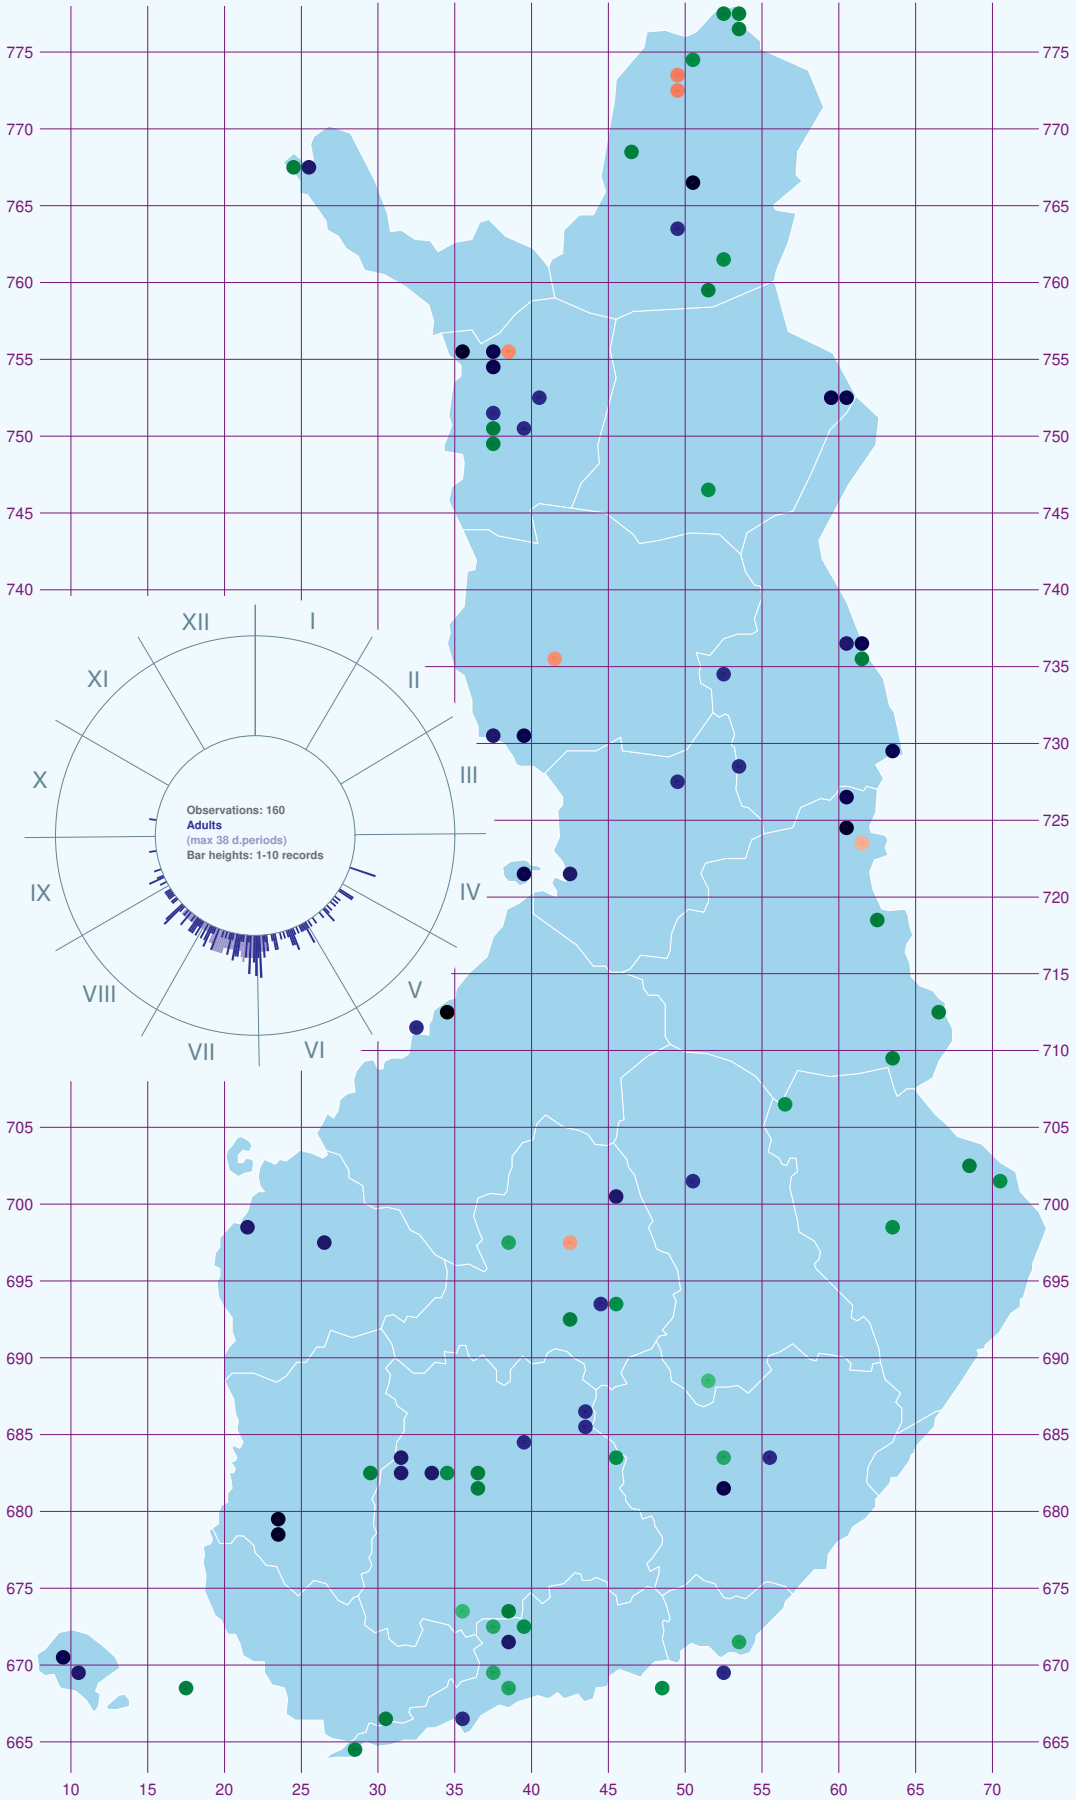 775 775
770 770
765 765
760 760
755 755
750 750
745 745
740 740
XII I
XI II
735 735
730 730
X III
Observations: 160
Adults
(max 38 d.periods)
Bar heights: 1-10 records
725 725
IX IV
720 720
VIII V
715 715
VII VI
710 710
705 705
700 700
695 695
690 690
685 685
680 680
675 675
670 670
665 665
10 15 20 25 30 35 40 45 50 55 60 65 70